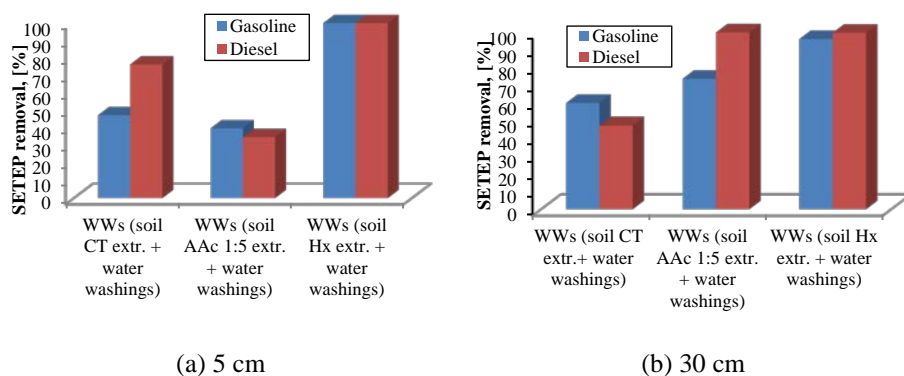 SETEP removal, [%]
100
90
80
70
60
50
40
30
20
10
0
Gasoline
Diesel
WWs (soil
CT extr. +
water
washings)
WWs (soil
AAc 1:5 extr.
+ water
washings)
WWs (soil
Hx extr. +
water
washings)
(a) 5 cm
SETEP removal, [%]
100
90
80
70
60
50
40
30
20
10
0
Gasoline
Diesel
WWs (soil CT
extr.+ water
washings)
WWs (soil
AAc 1:5 extr.
+ water
washings)
WWs (soil Hx
extr. + water
washings)
(b) 30 cm